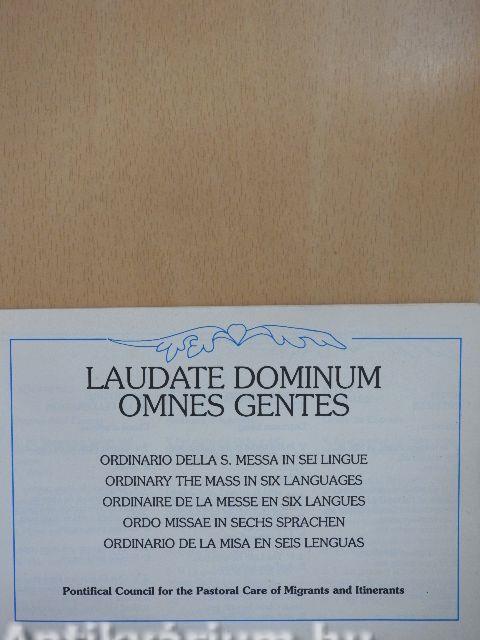 LAUDATE DOMINUM
OMNES GENTES
ORDINARIO DELLA S. MESSA IN SEI LINGUE
ORDINARY THE MASS IN SIX LANGUAGES
ORDINAIRE DE LA MESSE EN SIX LANGUES
ORDO MISSAE IN SECHS SPRACHEN
ORDINARIO DE LA MISA EN SEIS LENGUAS
Pontifical Council for the Pastoral Care of Migrants and Itinerants
Antikvárium.hu